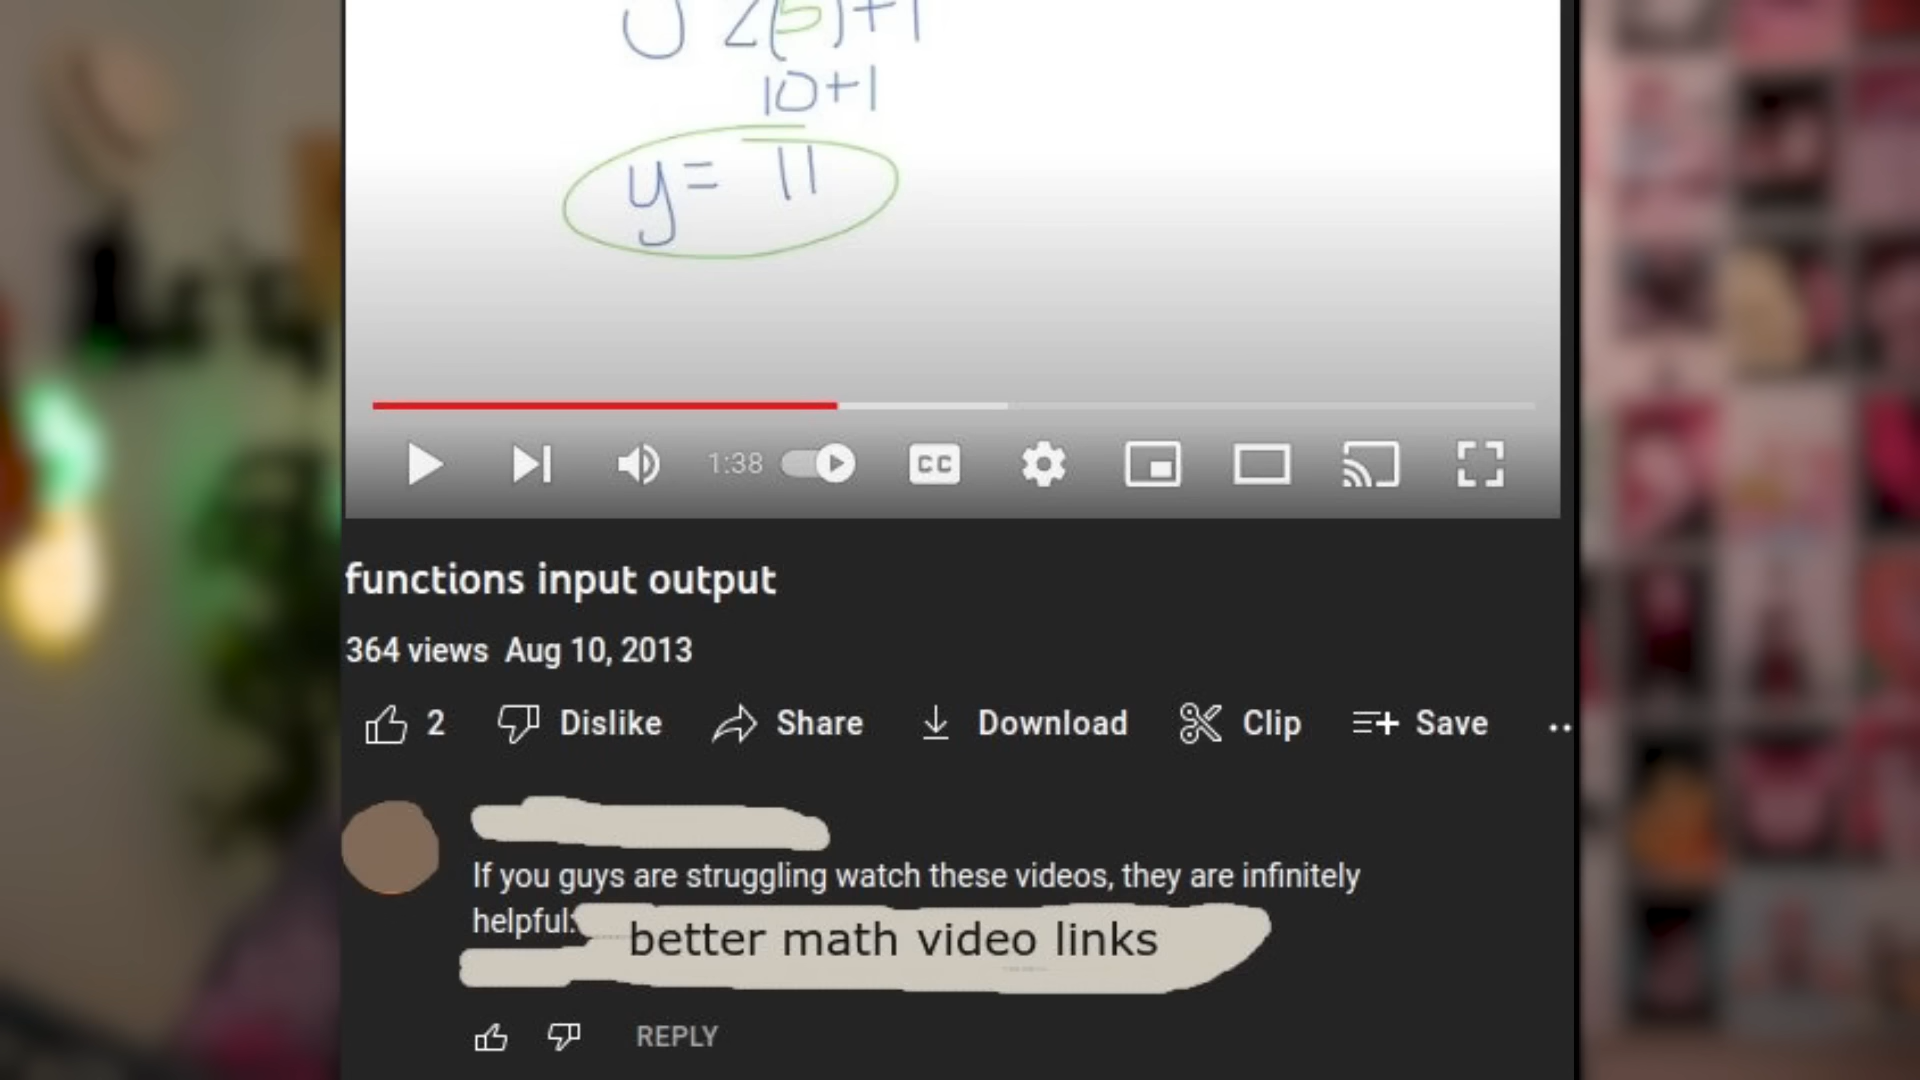 y 2(5)+1
10+1
y= 11
1:38
CC
functions input output
364 views Aug 10, 2013
2 Dislike Share Download Clip Save
If you guys are struggling watch these videos, they are infinitely
helpful:
better math video links
REPLY